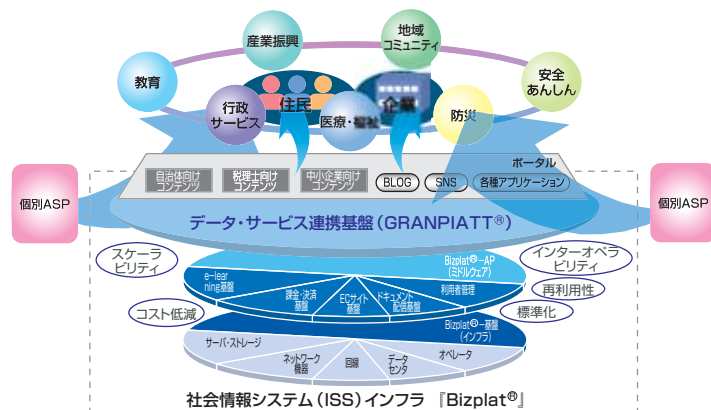 産業振興
地域
コミュニティ
教育
安全
あんしん
行政
サービス
住民
医療・福祉
企業
防災
ポータル
自治体向け
コンテンツ
税理士向け
コンテンツ
中小企業向け
コンテンツ
BLOG
SNS
各種アプリケーション
個別ASP
個別ASP
データ・サービス連携基盤(GRANPIATT®)
スケーラ
ビリティ
インターオペラ
ビリティ
Bizplat®-AP
(ミドルウェア)
e-lear
ning基盤
課金・決済
基盤
ECサイト
基盤
ドキュメント
配信基盤
利用者管理
再利用性
コスト低減
標準化
Bizplat®-基盤
(インフラ)
サーバ・ストレージ
ネットワーク
機器
回線
データ
センタ
オペレータ
社会情報システム(ISS)インフラ 『Bizplat®』